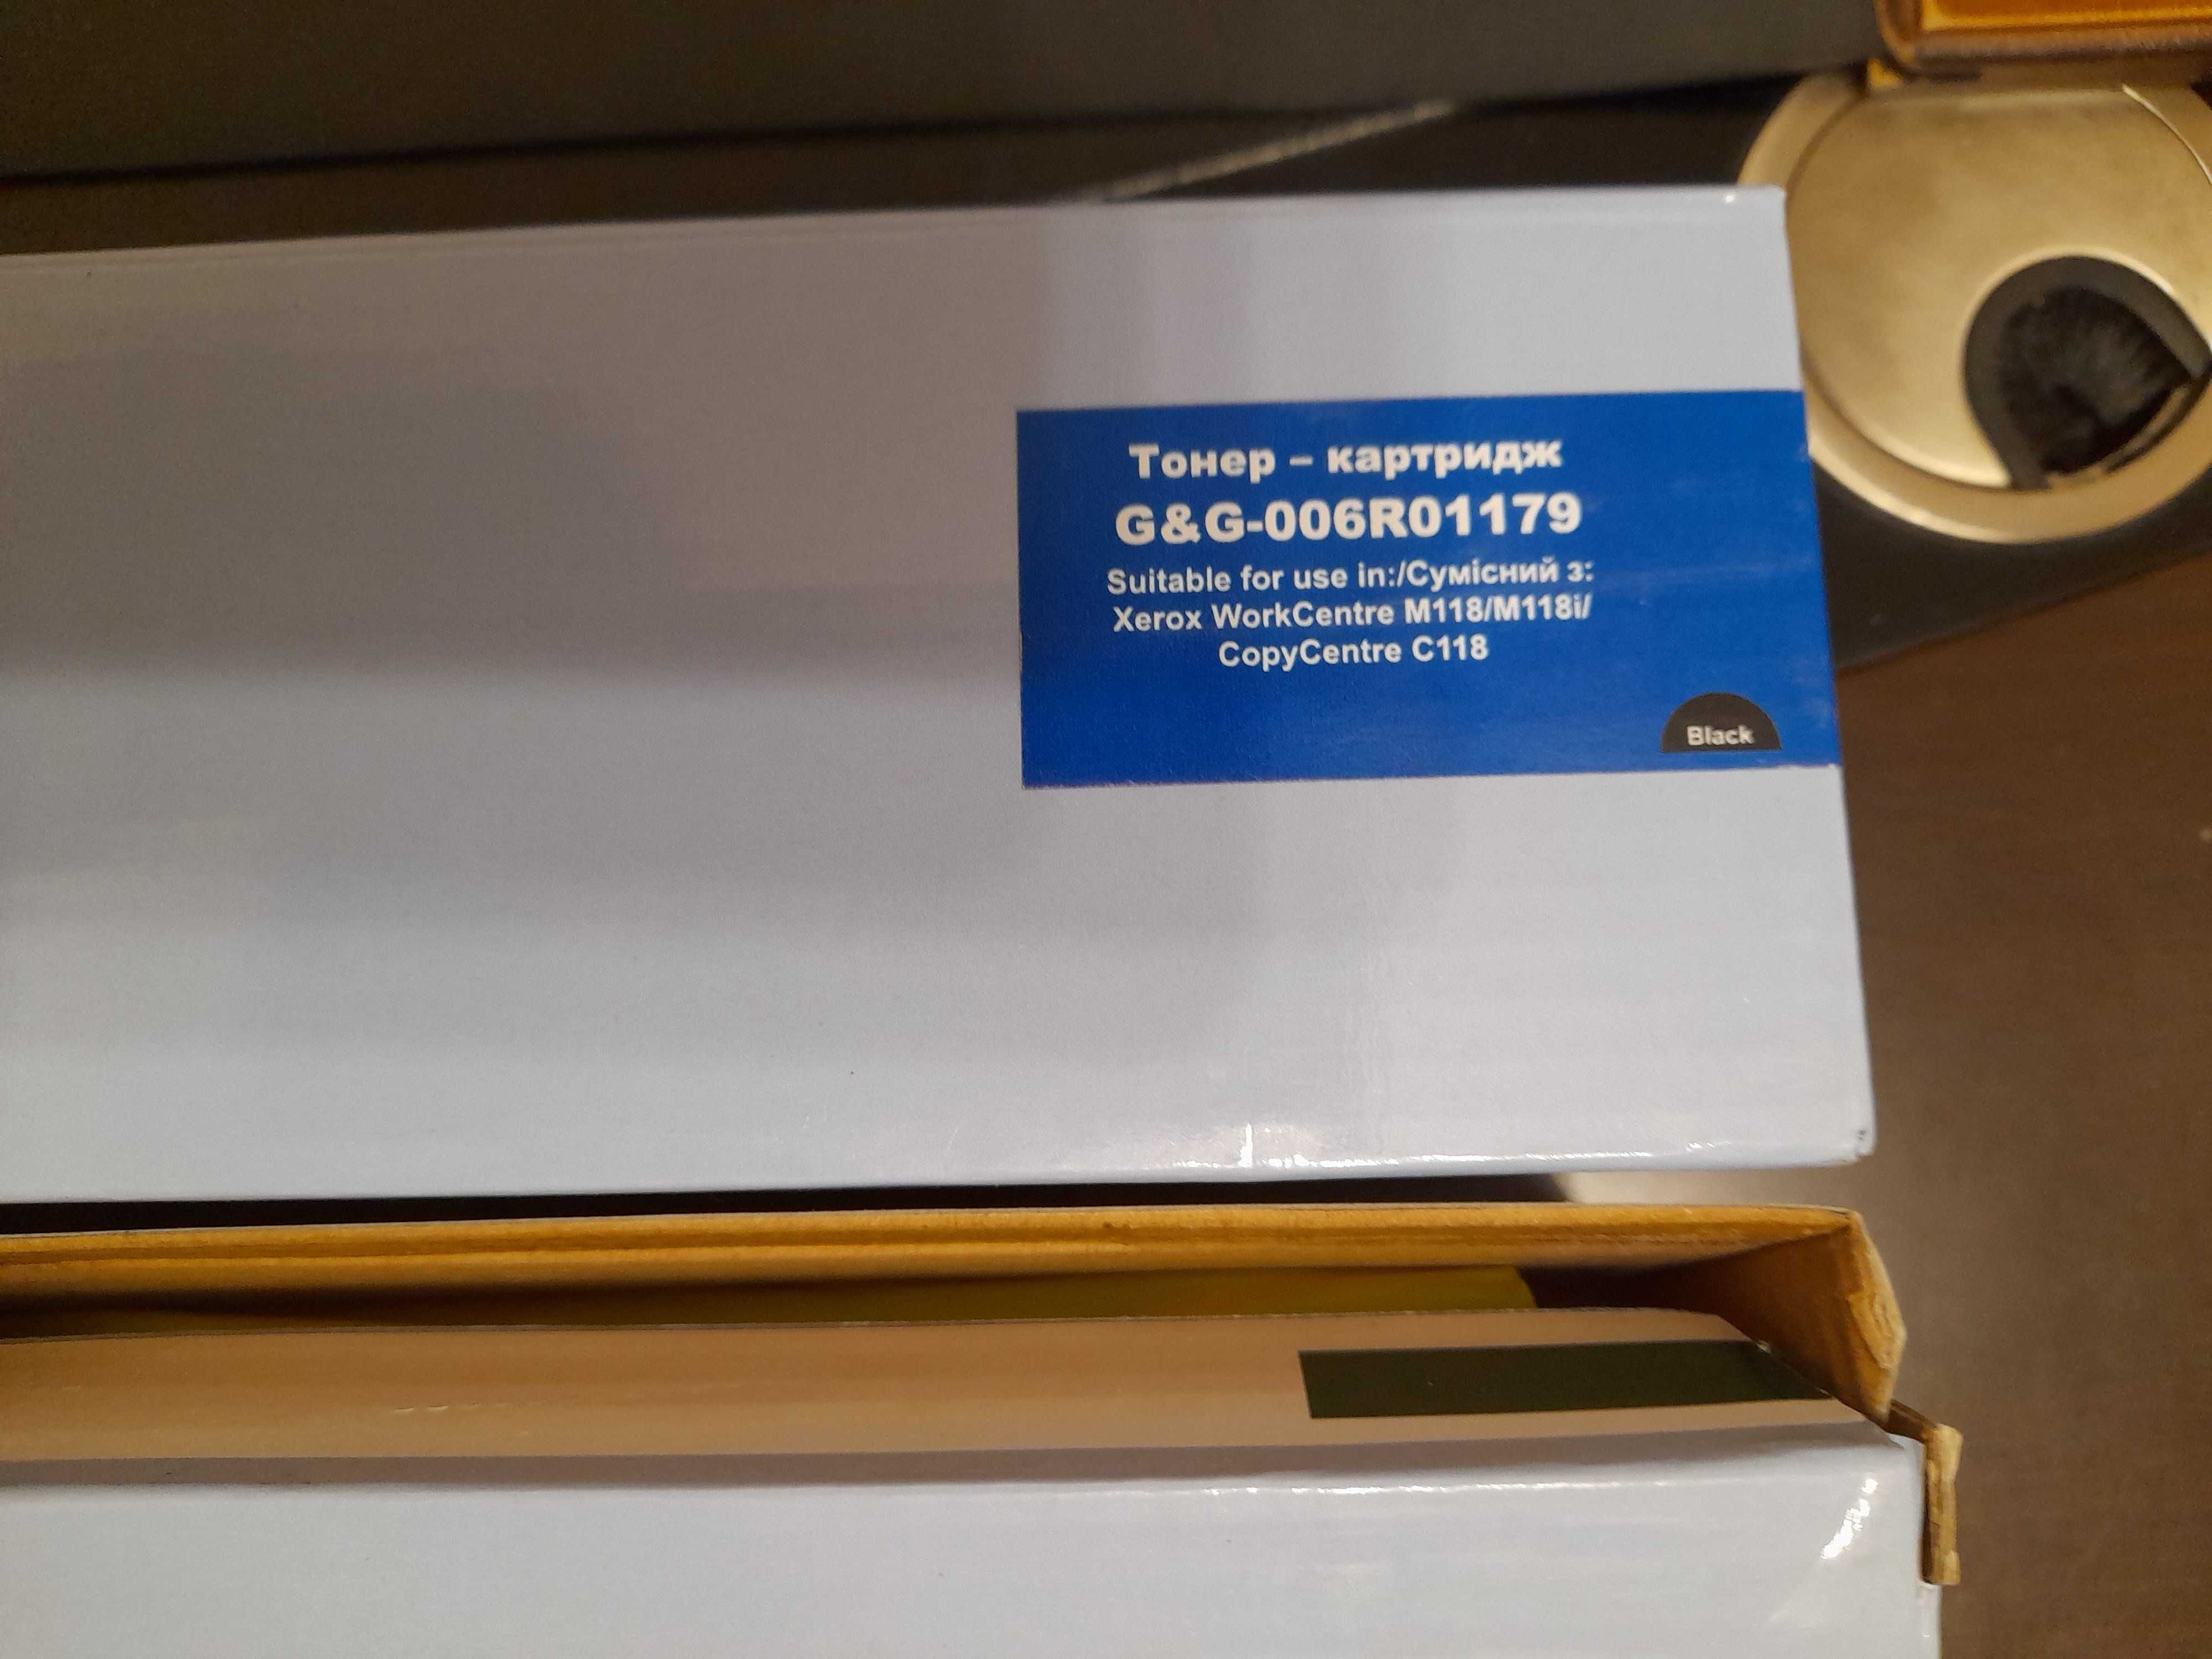 Тонер – картридж
G&G-006R01179
Suitable for use in:/Сумісний з:
Xerox WorkCentre M118/M118i/
CopyCentre C118
Black